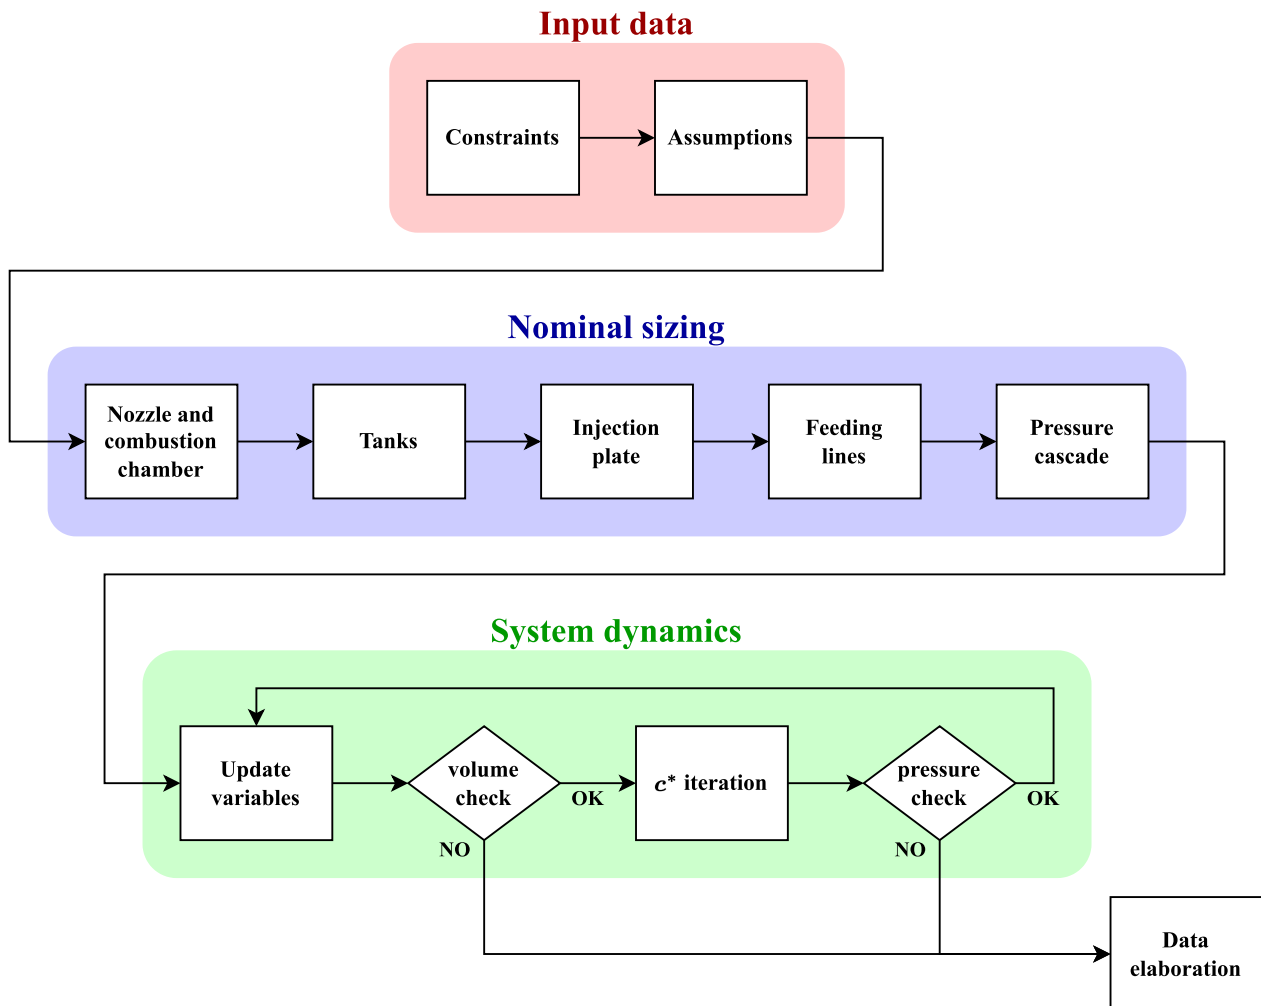 Input data
Constraints
Assumptions
Nominal sizing
Nozzle and
combustion
chamber
Tanks
Injection
plate
Feeding
lines
Pressure
cascade
System dynamics
Update
variables
volume
check
OK
NO
c* iteration
pressure
check
OK
NO
Data
elaboration